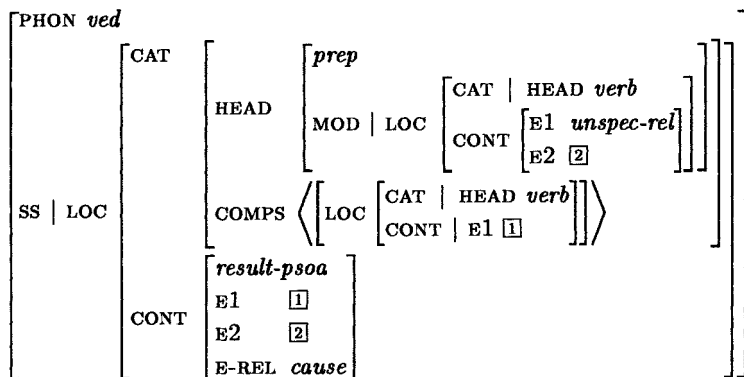 PHON ved
CAT
HEAD
prep
MOD | LOC
CAT | HEAD verb
CONT
E1 unspec-rel
E2 2
SS | LOC
COMPS
LOC
CAT | HEAD verb
CONT | E1 1
CONT
result-psoa
E1 1
E2 2
E-REL cause